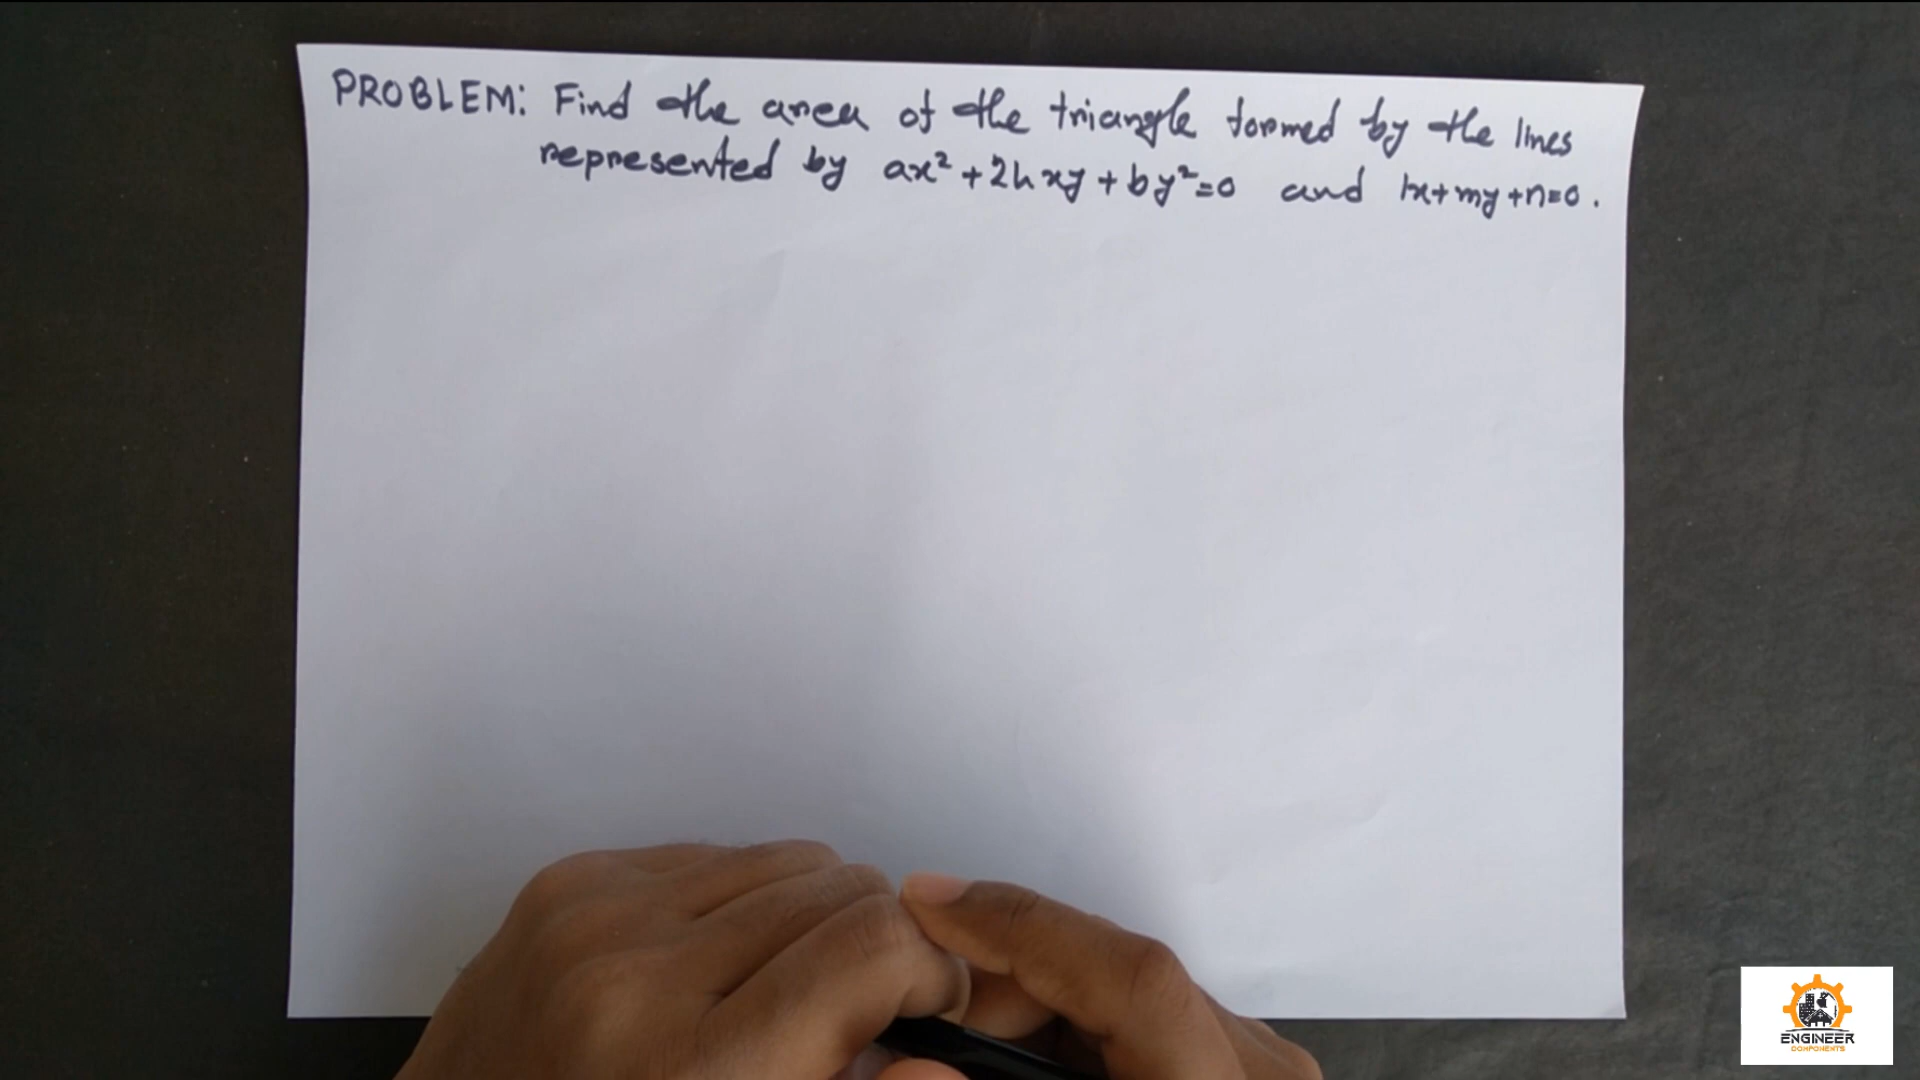 PROBLEM: Find the area of the triangle formed by the lines
represented by ax²+2hxy+by²=0 and lx+my+n=0.
ENGINEER
COMPONENTS